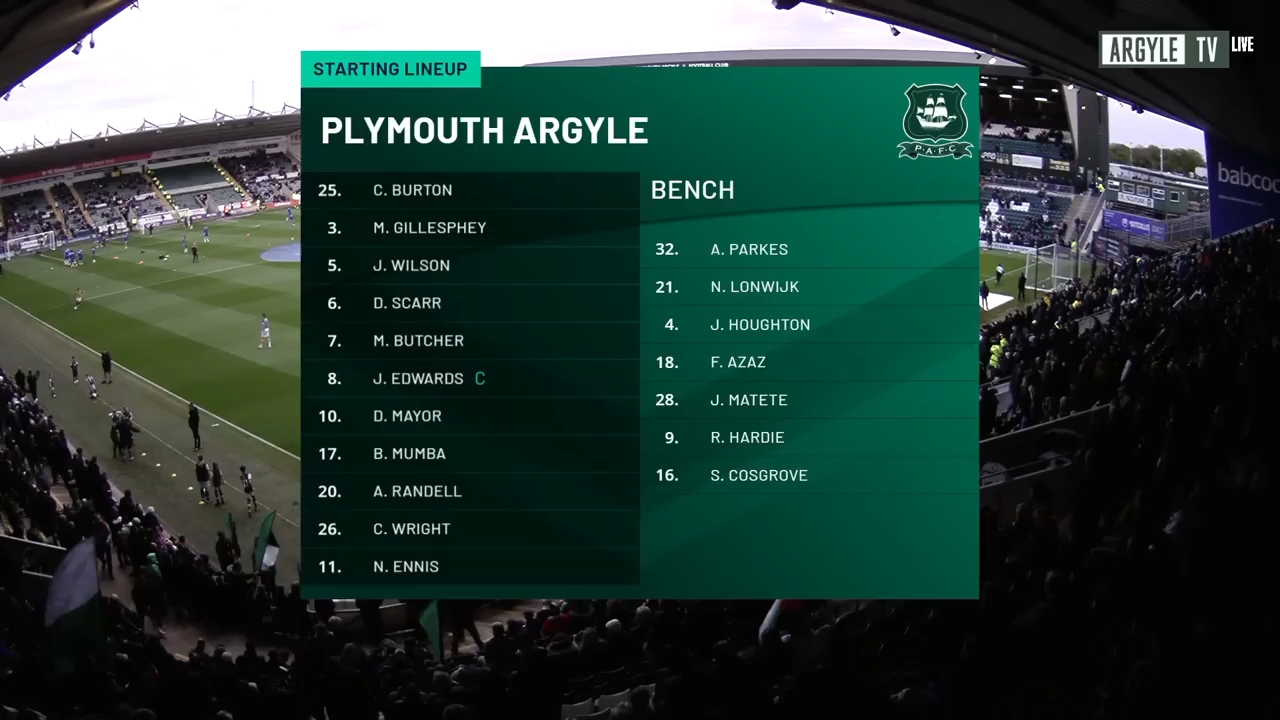 ARGYLE TV LIVE
STARTING LINEUP
PLYMOUTH ARGYLE
P.A.F.C
25. C. BURTON
3. M. GILLESPHEY
5. J. WILSON
6. D. SCARR
7. M. BUTCHER
8. J. EDWARDS C
10. D. MAYOR
17. B. MUMBA
20. A. RANDELL
26. C. WRIGHT
11. N. ENNIS
BENCH
32. A. PARKES
21. N. LONWIJK
4. J. HOUGHTON
18. F. AZAZ
28. J. MATETE
9. R. HARDIE
16. S. COSGROVE
babcoc